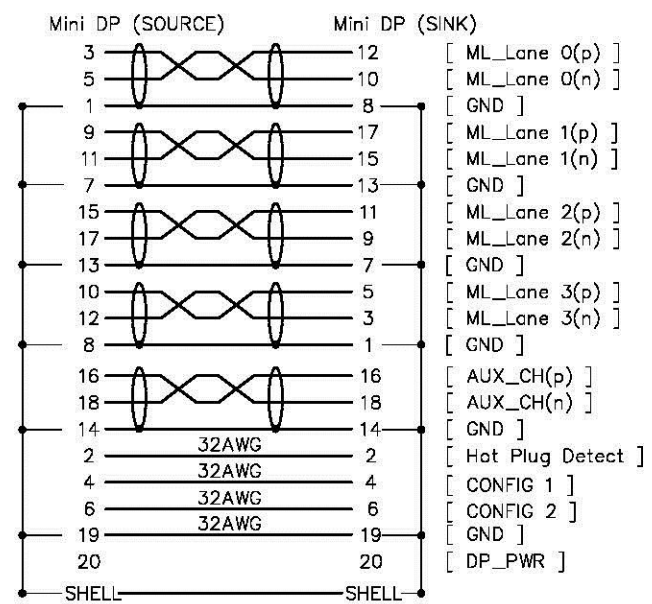 Mini DP (SOURCE) Mini DP (SINK)
3 12 [ ML_Lane 0(p) ]
5 10 [ ML_Lane 0(n) ]
1 8 [ GND ]
9 17 [ ML_Lane 1(p) ]
11 15 [ ML_Lane 1(n) ]
7 13 [ GND ]
15 11 [ ML_Lane 2(p) ]
17 9 [ ML_Lane 2(n) ]
13 7 [ GND ]
10 5 [ ML_Lane 3(p) ]
12 3 [ ML_Lane 3(n) ]
8 1 [ GND ]
16 16 [ AUX_CH(p) ]
18 18 [ AUX_CH(n) ]
14 14 [ GND ]
2 32AWG 2 [ Hot Plug Detect ]
4 32AWG 4 [ CONFIG 1 ]
6 32AWG 6 [ CONFIG 2 ]
19 32AWG 19 [ GND ]
20 20 [ DP_PWR ]
SHELL SHELL